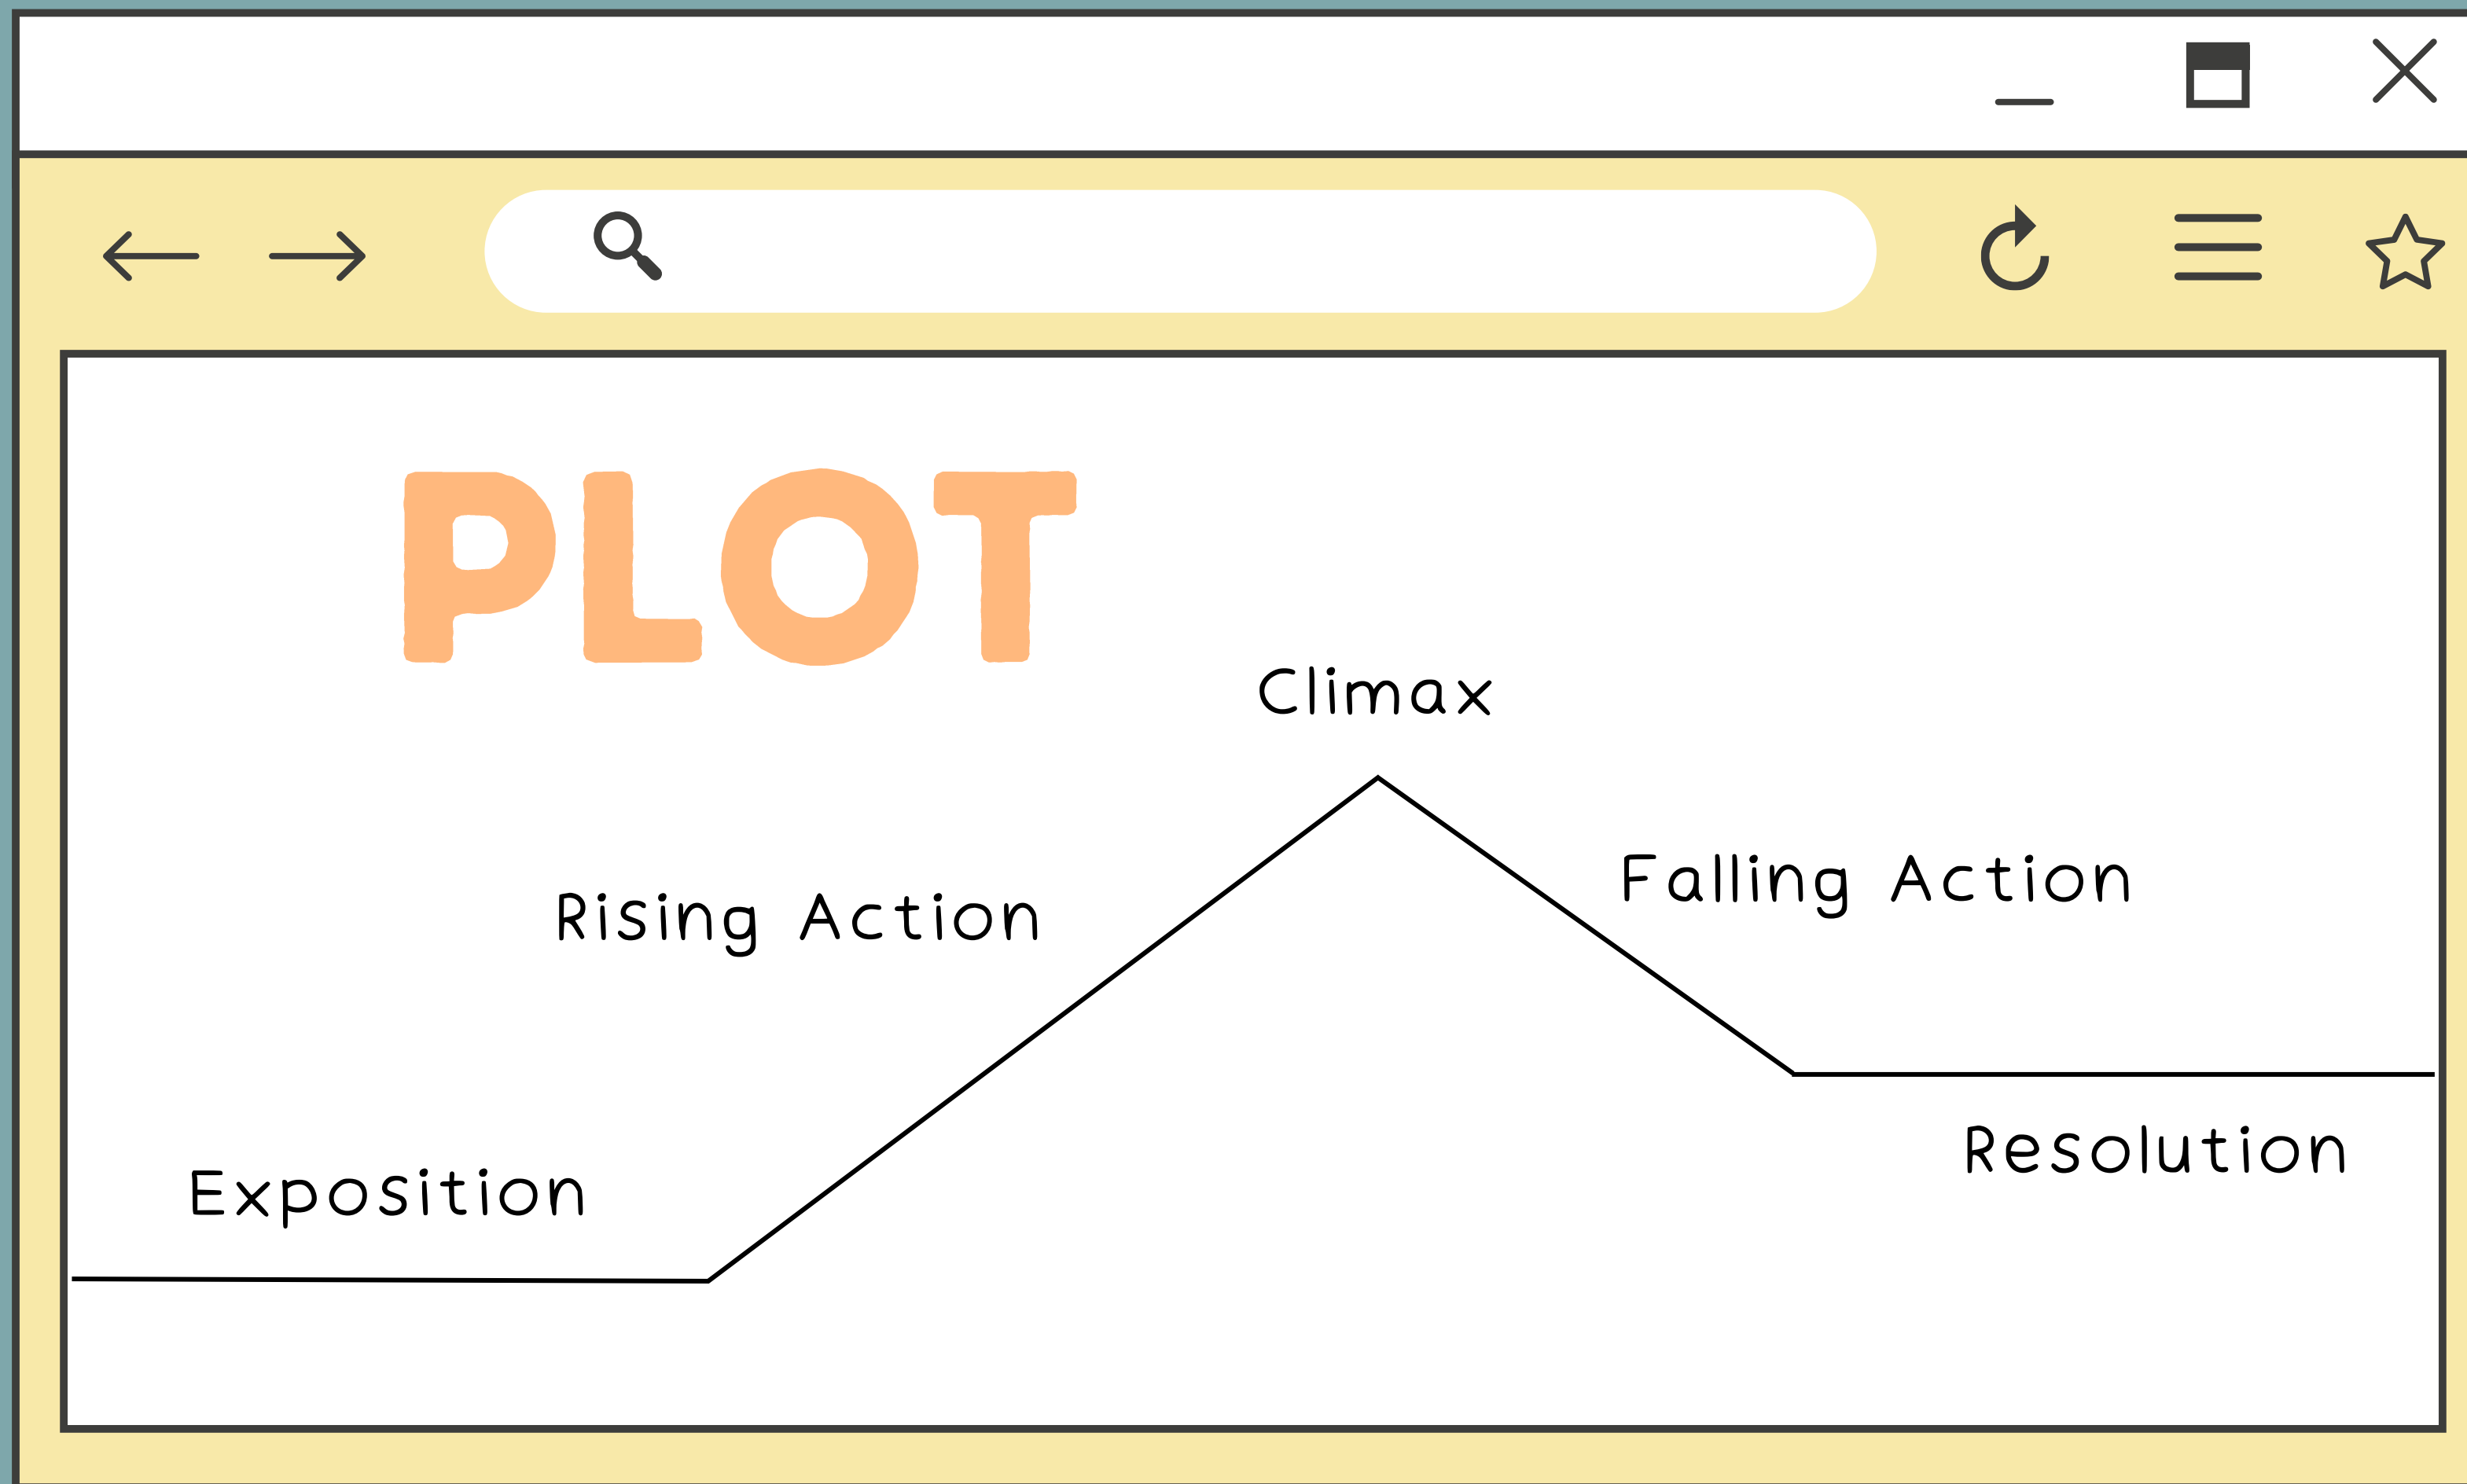 PLOT
Climax
Rising Action
Falling Action
Exposition
Resolution